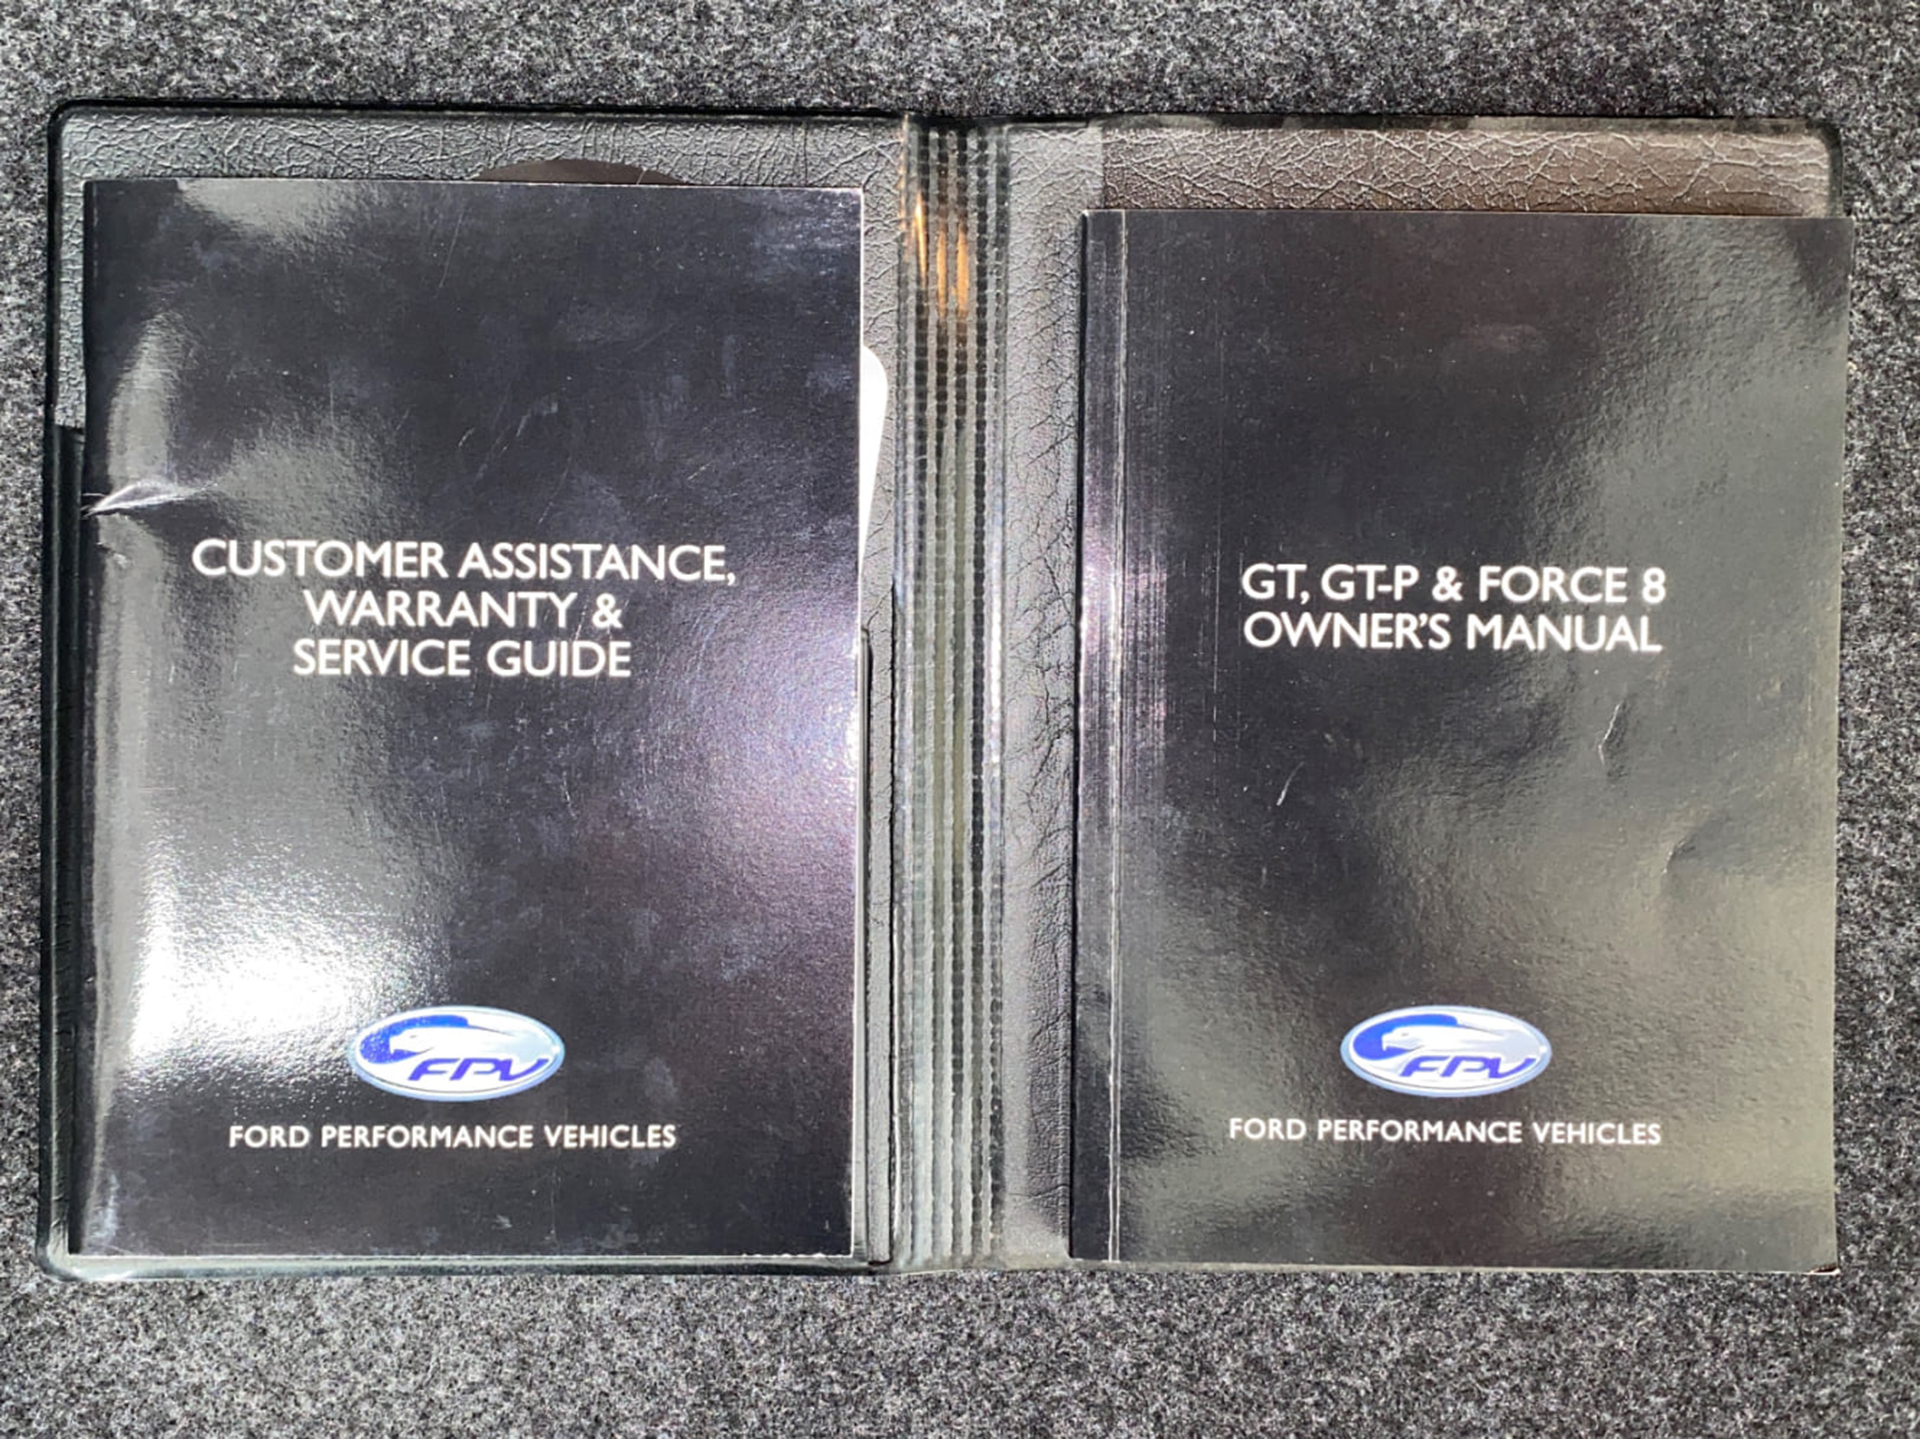 CUSTOMER ASSISTANCE,
WARRANTY &
SERVICE GUIDE
FPV
FORD PERFORMANCE VEHICLES
GT, GT-P & FORCE 8
OWNER'S MANUAL
FPV
FORD PERFORMANCE VEHICLES